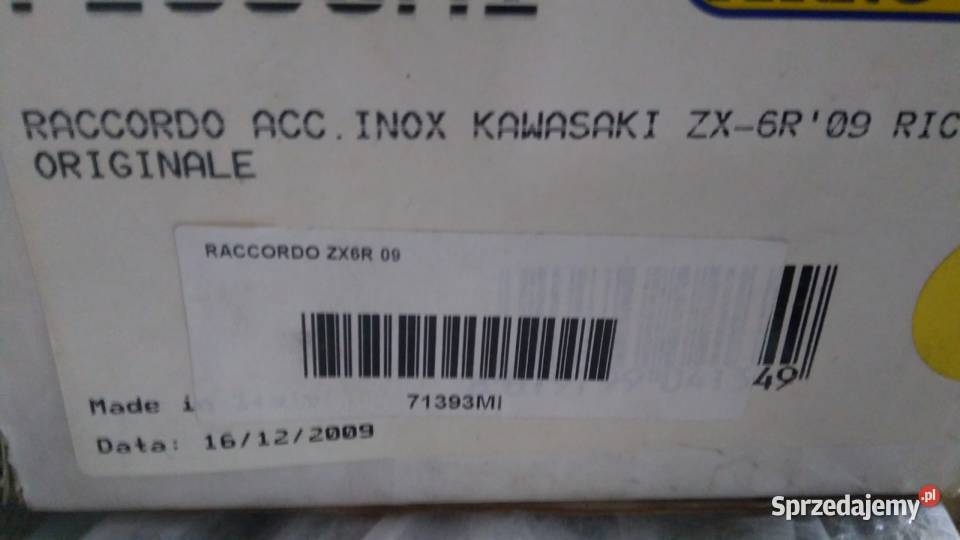 RACCORDO ACC.INOX KAWASAKI ZX-6R'09 RIC
ORIGINALE
RACCORDO ZX6R 09
49
71393MI
Made in
Data: 16/12/2009
Sprzedajemy.pl